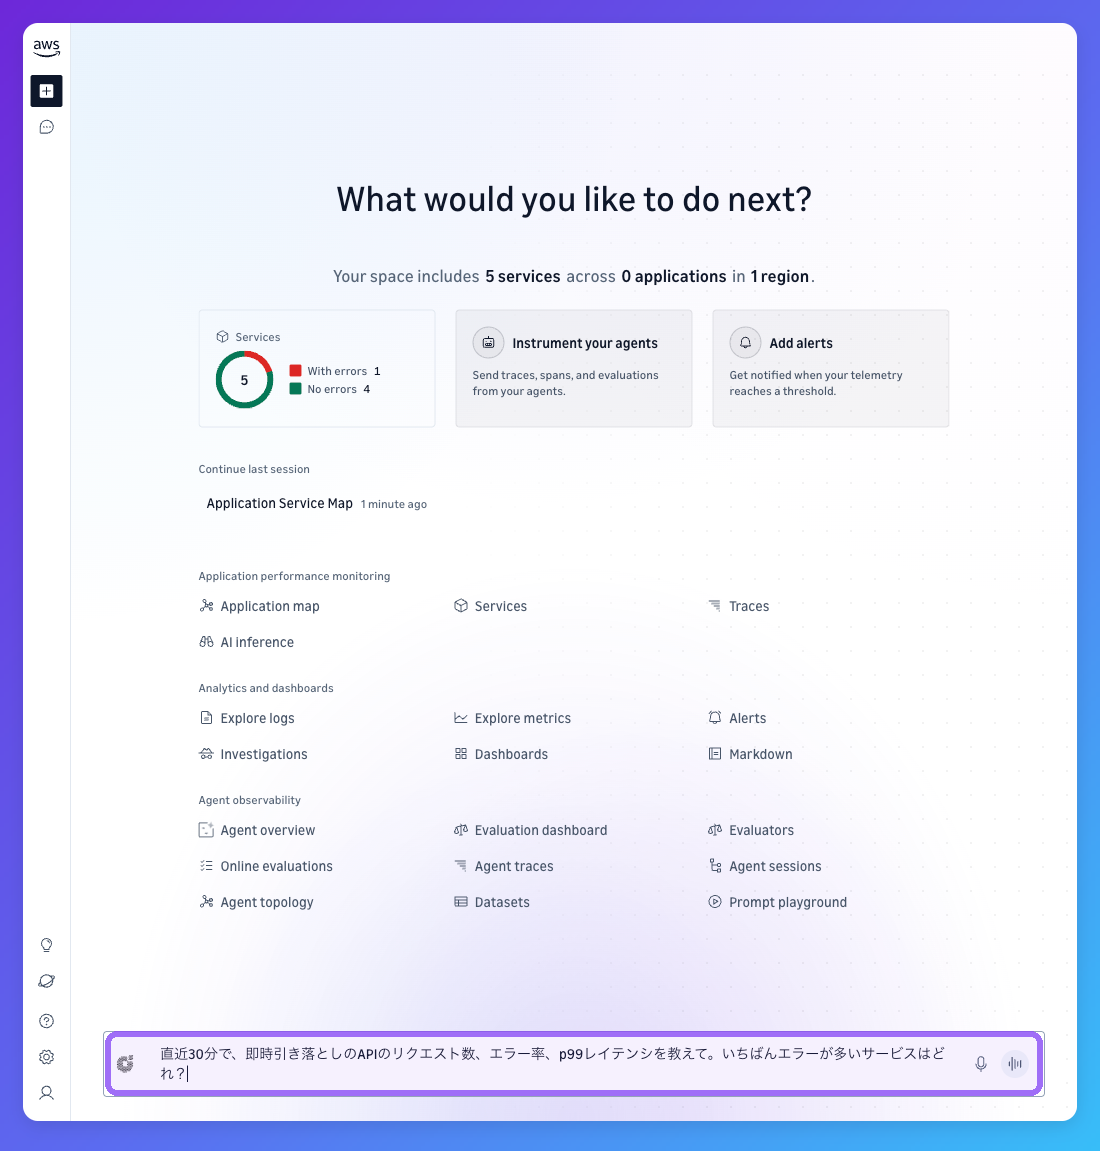 aws
What would you like to do next?
Your space includes 5 services across 0 applications in 1 region.
Services
5
With errors 1
No errors 4
Instrument your agents
Send traces, spans, and evaluations
from your agents.
Add alerts
Get notified when your telemetry
reaches a threshold.
Continue last session
Application Service Map 1 minute ago
Application performance monitoring
Application map
Services
Traces
AI inference
Analytics and dashboards
Explore logs
Explore metrics
Alerts
Investigations
Dashboards
Markdown
Agent observability
Agent overview
Evaluation dashboard
Evaluators
Online evaluations
Agent traces
Agent sessions
Agent topology
Datasets
Prompt playground
直近30分で、即時引き落としのAPIのリクエスト数、エラー率、p99レイテンシを教えて。いちばんエラーが多いサービスはど
れ？